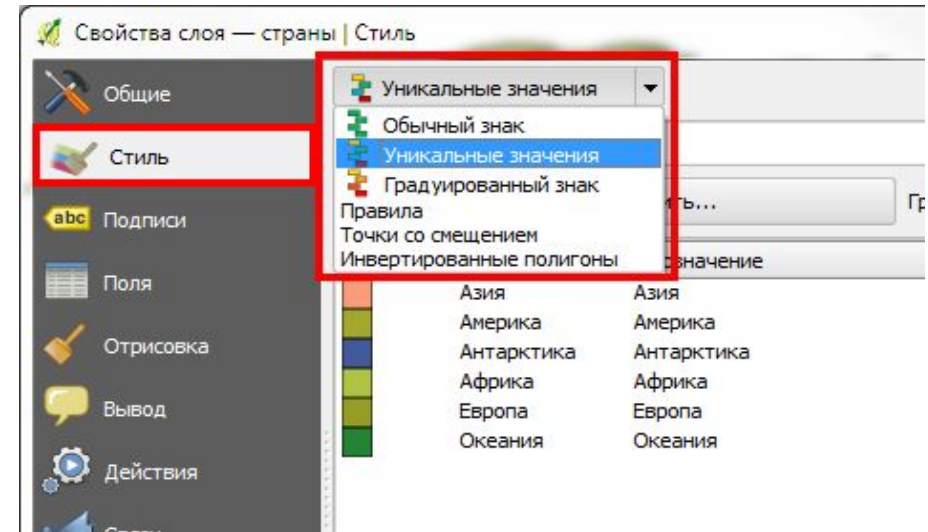 Свойства слоя — страны | Стиль
Общие
Стиль
Подписи
Поля
Отрисовка
Вывод
Действия
Уникальные значения
Обычный знак
Уникальные значения
Градуированный знак
Правила
Точки со смещением
Инвертированные полигоны
Азия Азия
Америка Америка
Антарктика Антарктика
Африка Африка
Европа Европа
Океания Океания
abc